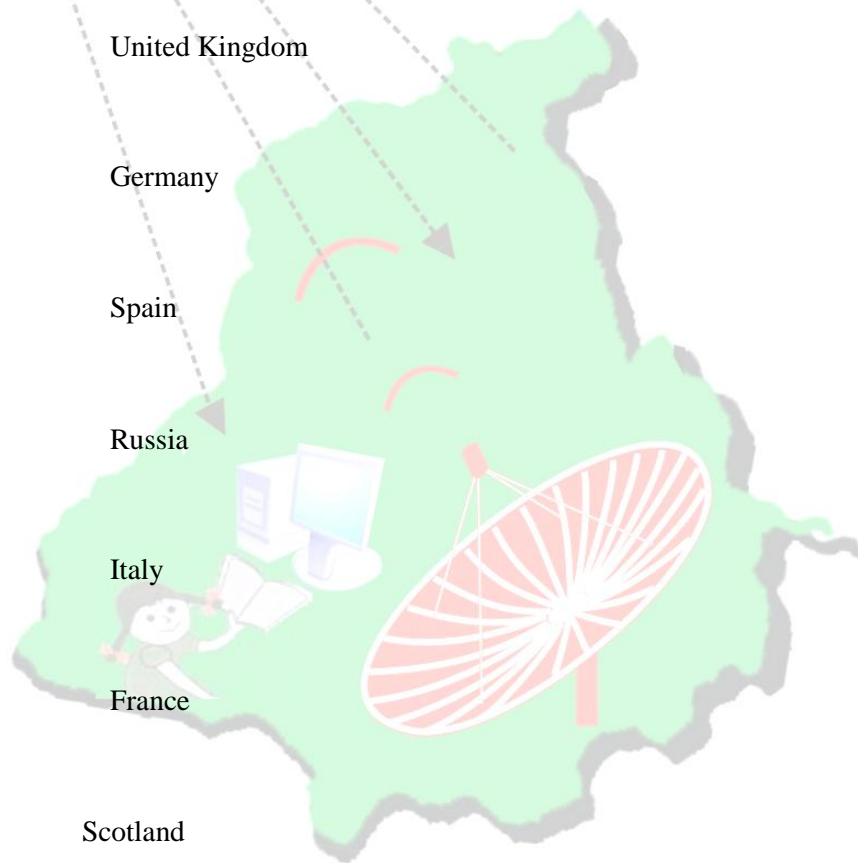 United Kingdom
Germany
Spain
Russia
Italy
France
Scotland